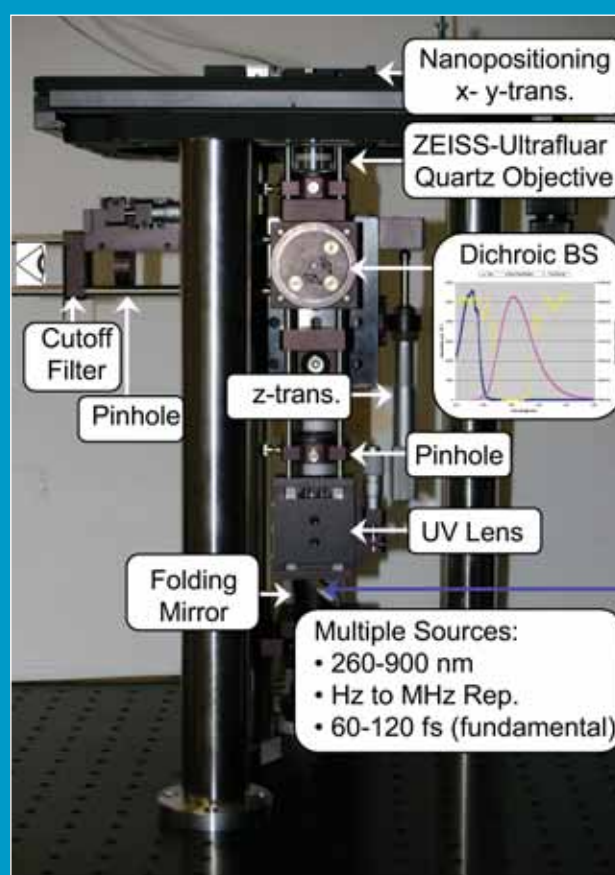 Nanopositioning
x- y-trans.
ZEISS-Ultrafluar
Quartz Objective
Dichroic BS
Cutoff
Filter
Pinhole
z-trans.
Pinhole
UV Lens
Folding
Mirror
Multiple Sources:
• 260-900 nm
• Hz to MHz Rep.
• 60-120 fs (fundamental)